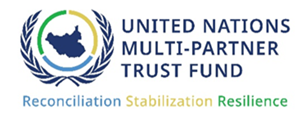 UNITED NATIONS
MULTI-PARTNER
TRUST FUND
Reconciliation Stabilization Resilience